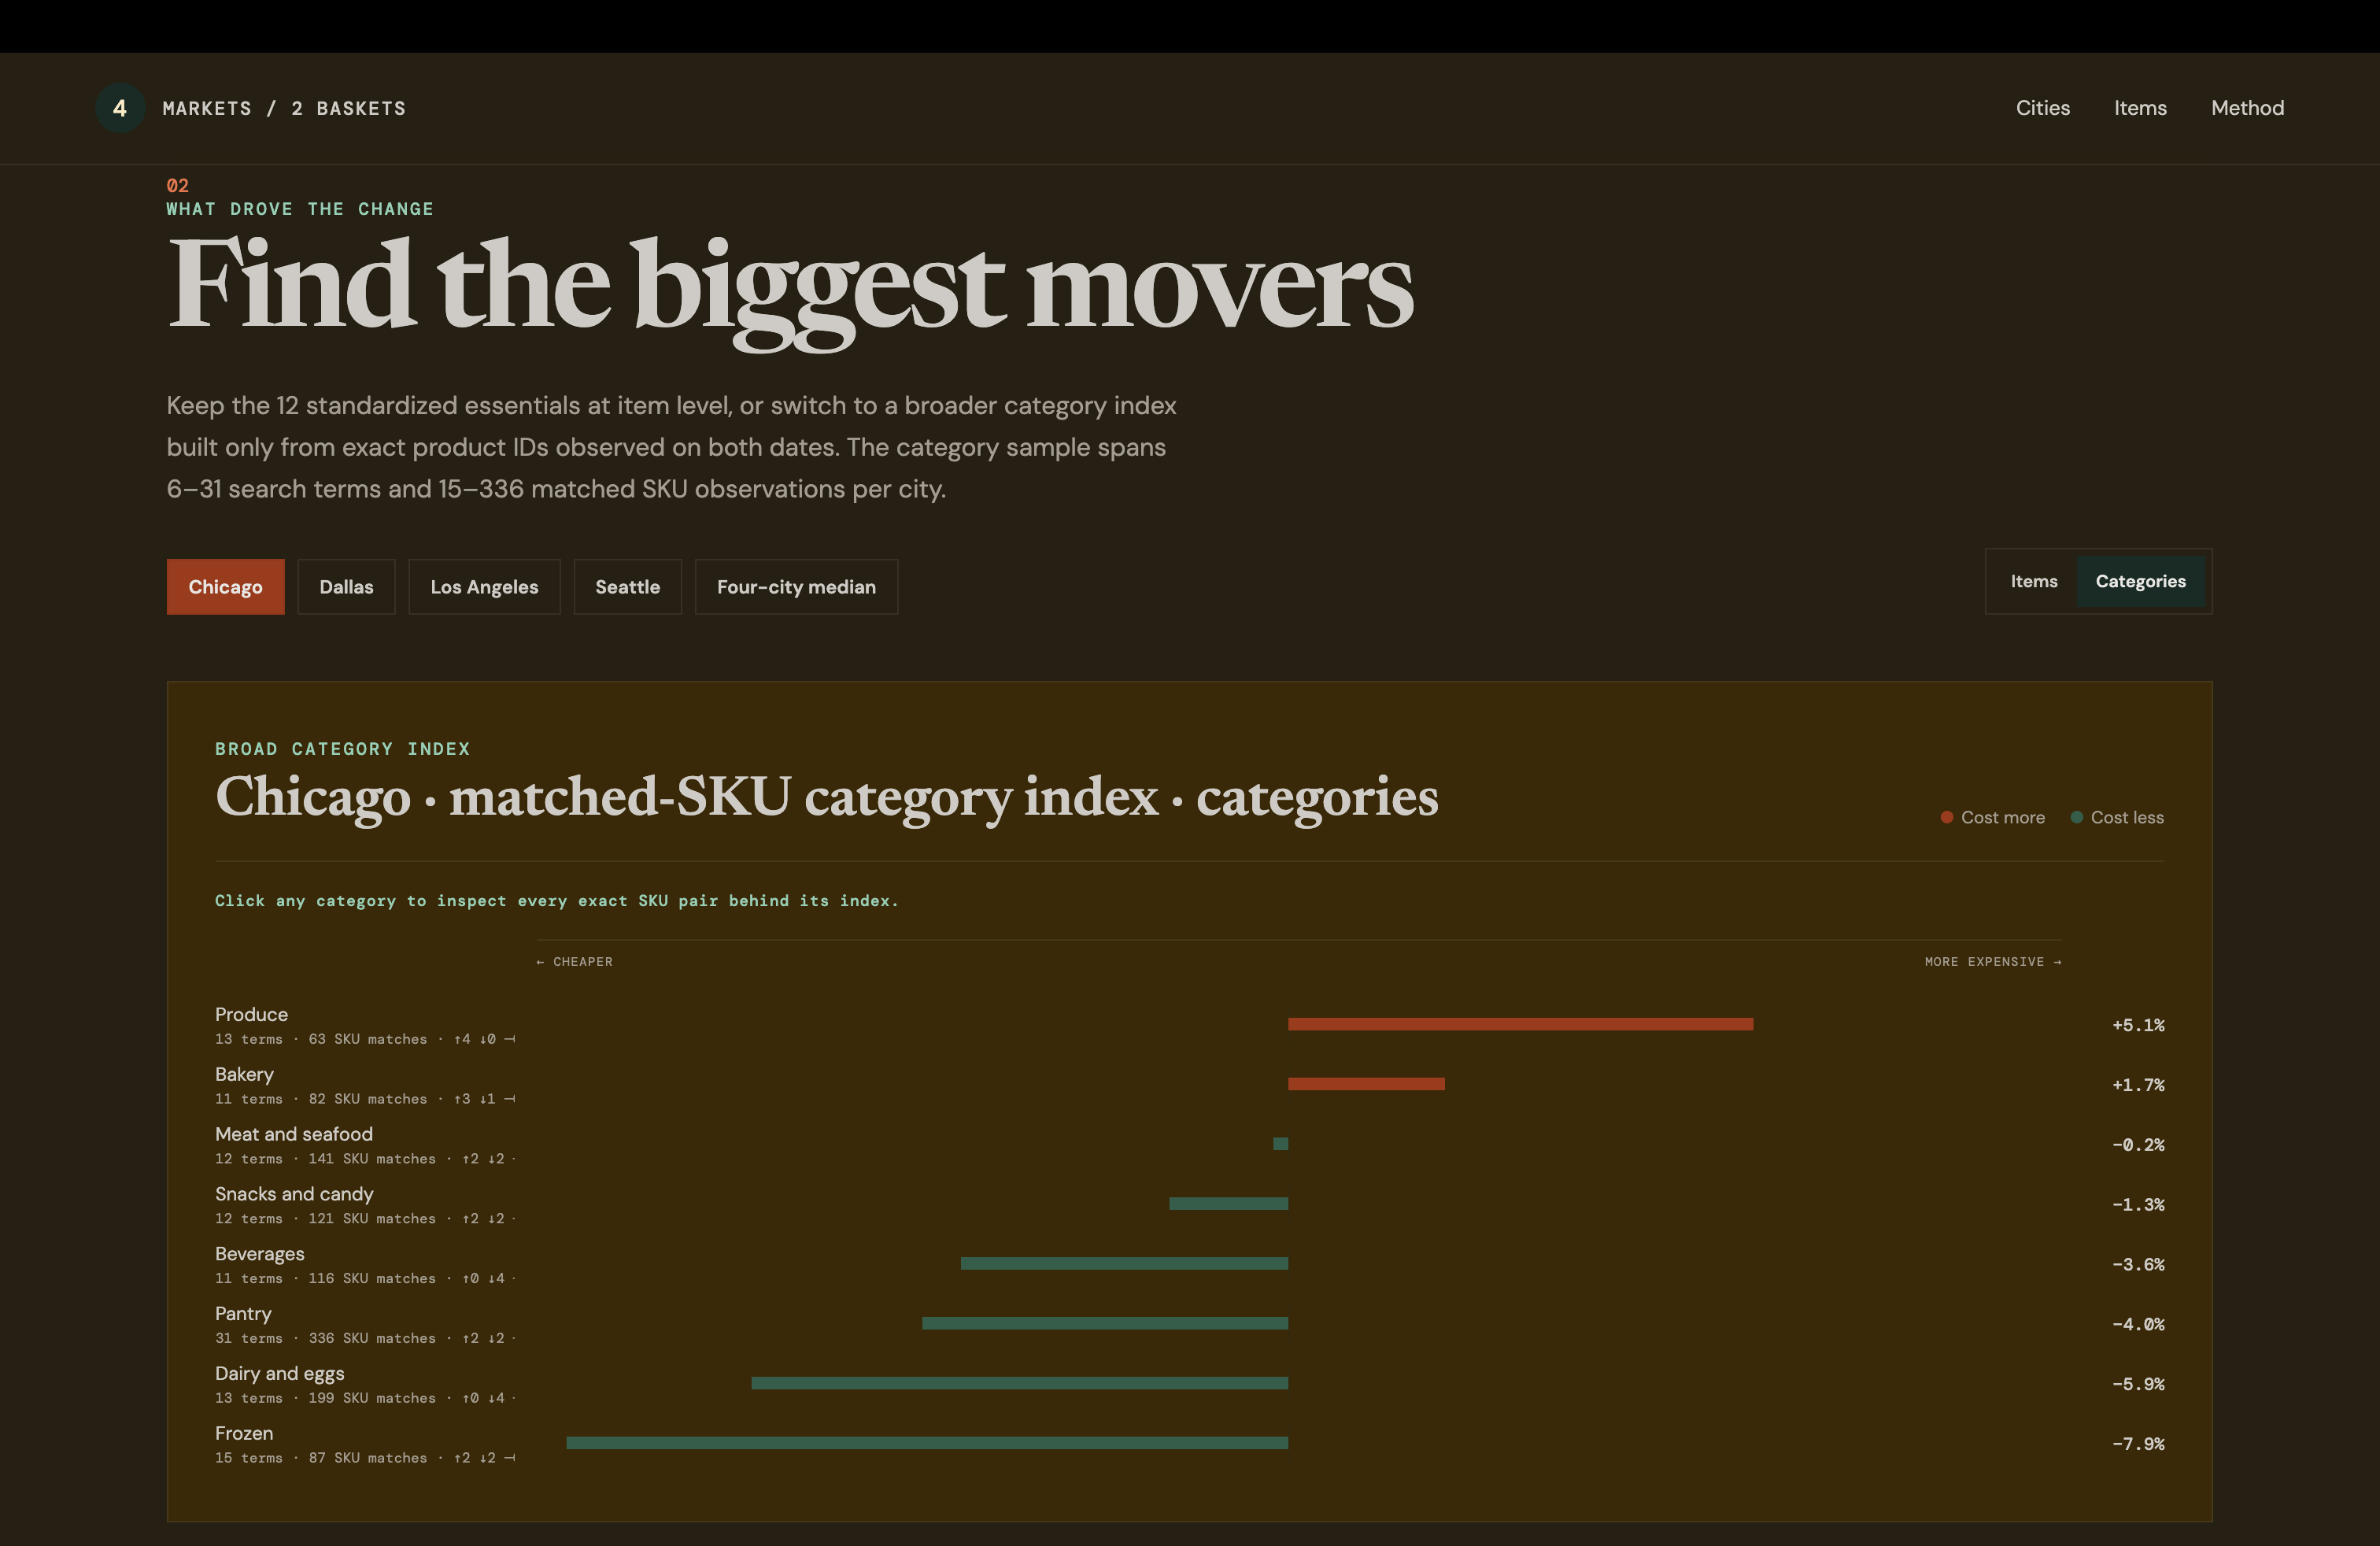 4 MARKETS / 2 BASKETS
Cities Items Method
02
WHAT DROVE THE CHANGE
Find the biggest movers
Keep the 12 standardized essentials at item level, or switch to a broader category index
built only from exact product IDs observed on both dates. The category sample spans
6–31 search terms and 15–336 matched SKU observations per city.
Chicago Dallas Los Angeles Seattle Four-city median
Items Categories
BROAD CATEGORY INDEX
Chicago · matched-SKU category index · categories
Cost more Cost less
Click any category to inspect every exact SKU pair behind its index.
← CHEAPER MORE EXPENSIVE →
Produce
13 terms · 63 SKU matches · ↑4 ↓0
+5.1%
Bakery
11 terms · 82 SKU matches · ↑3 ↓1
+1.7%
Meat and seafood
12 terms · 141 SKU matches · ↑2 ↓2 ·
−0.2%
Snacks and candy
12 terms · 121 SKU matches · ↑2 ↓2 ·
−1.3%
Beverages
11 terms · 116 SKU matches · ↑0 ↓4 ·
−3.6%
Pantry
31 terms · 336 SKU matches · ↑2 ↓2 ·
−4.0%
Dairy and eggs
13 terms · 199 SKU matches · ↑0 ↓4 ·
−5.9%
Frozen
15 terms · 87 SKU matches · ↑2 ↓2
−7.9%